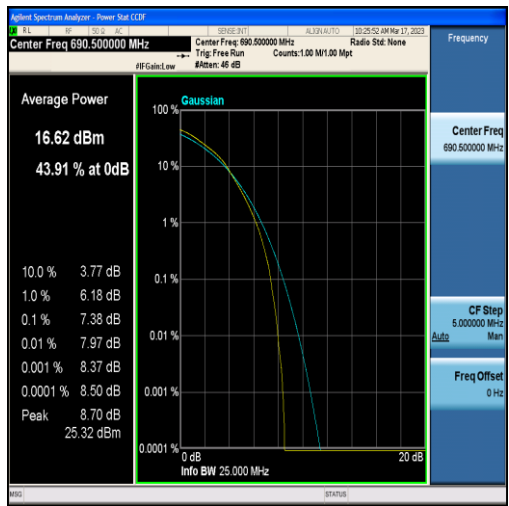 Agilent Spectrum Analyzer - Power Stat CCDF
RL RF 50 Ω AC SENSE:INT ALIGN AUTO 10:25:52 AM Mar 17, 2023
Center Freq 690.500000 MHz
Center Freq: 690.500000 MHz Radio Std: None
Trig: Free Run Counts:1.00 M/1.00 Mpt
#IFGain:Low #Atten: 46 dB
Frequency
Average Power
16.62 dBm
43.91 % at 0dB
10.0 % 3.77 dB
1.0 % 6.18 dB
0.1 % 7.38 dB
0.01 % 7.97 dB
0.001 % 8.37 dB
0.0001 % 8.50 dB
Peak 8.70 dB
25.32 dBm
Gaussian
100 %
10 %
1 %
0.1 %
0.01 %
0.001 %
0.0001 %
0 dB 20 dB
Info BW 25.000 MHz
Center Freq
690.500000 MHz
CF Step
5.000000 MHz
Auto Man
Freq Offset
0 Hz
MSG STATUS